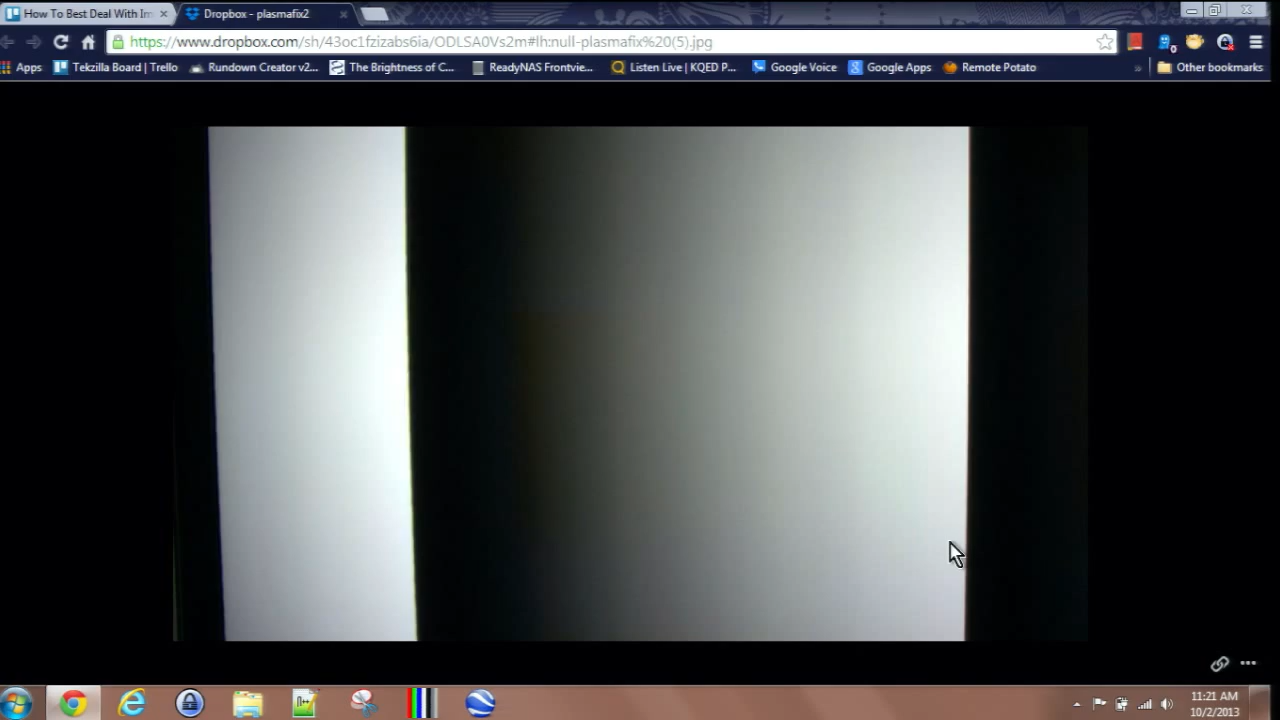 How To Best Deal With Im
Dropbox - plasmafix2
https://www.dropbox.com/sh/43oc1fzizabs6ia/ODLSA0Vs2m#lh:null-plasmafix%20(5).jpg
Apps Tekzilla Board | Trello Rundown Creator v2... The Brightness of C... ReadyNAS Frontvie... Listen Live | KQED P... Google Voice Google Apps Remote Potato » Other bookmarks
11:21 AM
10/2/2013